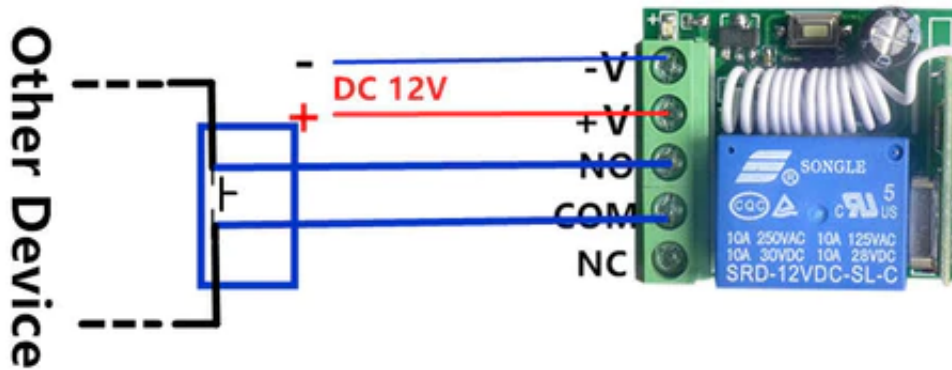 Other Device
-
DC 12V
+
-V
+V
NO
COM
NC
+
SONGLE
®
CQC
C US
5
10A 250VAC 10A 125VAC
10A 30VDC 10A 28VDC
SRD-12VDC-SL-C